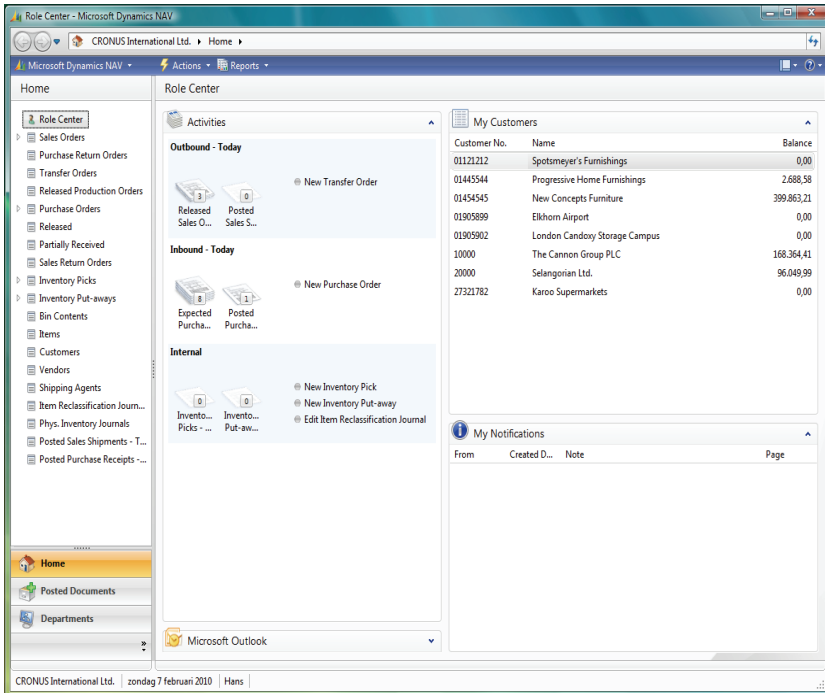 Role Center - Microsoft Dynamics NAV
CRONUS International Ltd. Home
Microsoft Dynamics NAV Actions Reports
Home
Role Center
Role Center
Sales Orders
Purchase Return Orders
Transfer Orders
Released Production Orders
Purchase Orders
Released
Partially Received
Sales Return Orders
Inventory Picks
Inventory Put-aways
Bin Contents
Items
Customers
Vendors
Shipping Agents
Item Reclassification Journ...
Phys. Inventory Journals
Posted Sales Shipments - T...
Posted Purchase Receipts -...
Home
Posted Documents
Departments
Activities
Outbound - Today
3 0
Released Posted
Sales O... Sales S...
New Transfer Order
Inbound - Today
8 1
Expected Posted
Purcha... Purcha...
New Purchase Order
Internal
0 0
Invento... Invento...
Picks - ... Put-aw...
New Inventory Pick
New Inventory Put-away
Edit Item Reclassification Journal
Microsoft Outlook
My Customers
Customer No. Name Balance
01121212 Spotsmeyer's Furnishings 0,00
01445544 Progressive Home Furnishings 2.688,58
01454545 New Concepts Furniture 399.863,21
01905899 Elkhorn Airport 0,00
01905902 London Candoxy Storage Campus 0,00
10000 The Cannon Group PLC 168.364,41
20000 Selangorian Ltd. 96.049,99
27321782 Karoo Supermarkets 0,00
My Notifications
From Created D... Note Page
CRONUS International Ltd. zondag 7 februari 2010 Hans